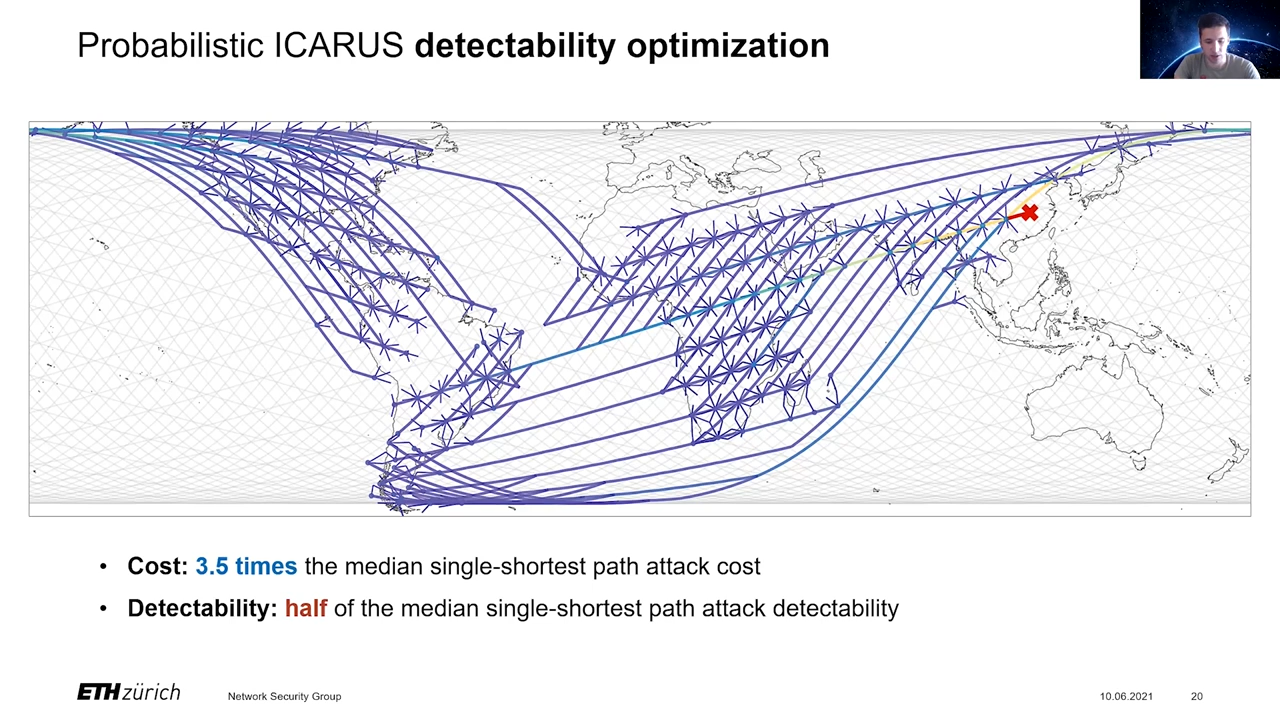 Probabilistic ICARUS detectability optimization
• Cost: 3.5 times the median single-shortest path attack cost
• Detectability: half of the median single-shortest path attack detectability
ETH zürich
Network Security Group
10.06.2021
20